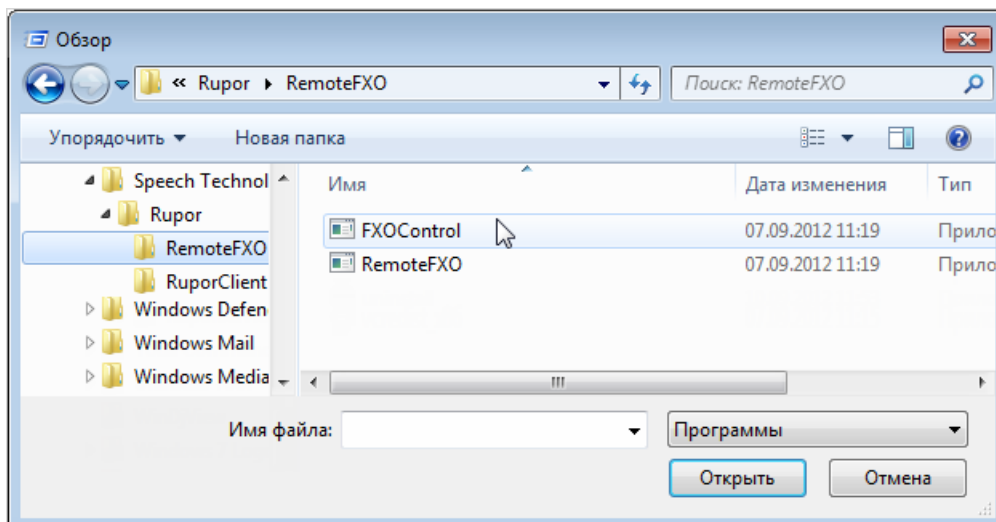 Обзор
« Rupor RemoteFXO
Поиск: RemoteFXO
Упорядочить Новая папка
Speech Technol
Rupor
RemoteFXO
RuporClient
Windows Defen
Windows Mail
Windows Media
Имя Дата изменения Тип
FXOControl 07.09.2012 11:19 Прило
RemoteFXO 07.09.2012 11:19 Прило
Имя файла:
Программы
Открыть Отмена